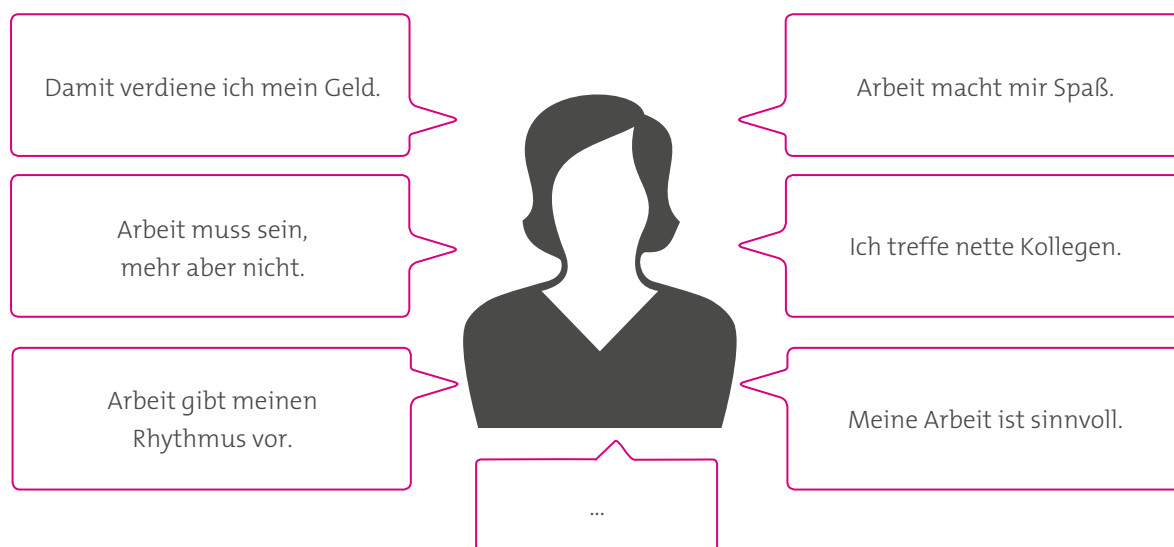 Damit verdiene ich mein Geld.
Arbeit macht mir Spaß.
Arbeit muss sein,
mehr aber nicht.
Ich treffe nette Kollegen.
Arbeit gibt meinen
Rhythmus vor.
Meine Arbeit ist sinnvoll.
...